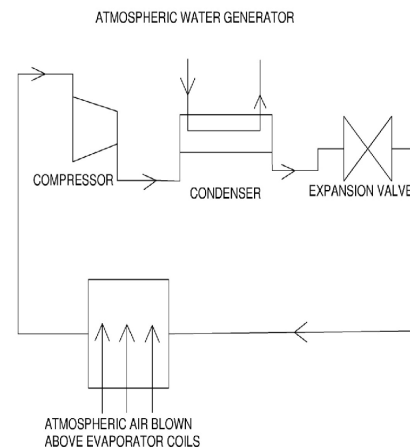 ATMOSPHERIC WATER GENERATOR
COMPRESSOR
CONDENSER
EXPANSION VALVE
ATMOSPHERIC AIR BLOWN
ABOVE EVAPORATOR COILS